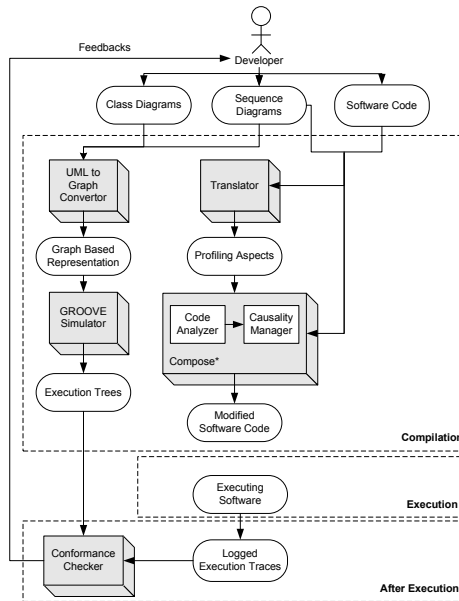 Feedbacks
Developer
Class Diagrams
Sequence
Diagrams
Software Code
UML to
Graph
Convertor
Translator
Graph Based
Representation
Profiling Aspects
GROOVE
Simulator
Code
Analyzer
Causality
Manager
Compose*
Execution Trees
Modified
Software Code
Compilation
Executing
Software
Execution
Conformance
Checker
Logged
Execution Traces
After Execution